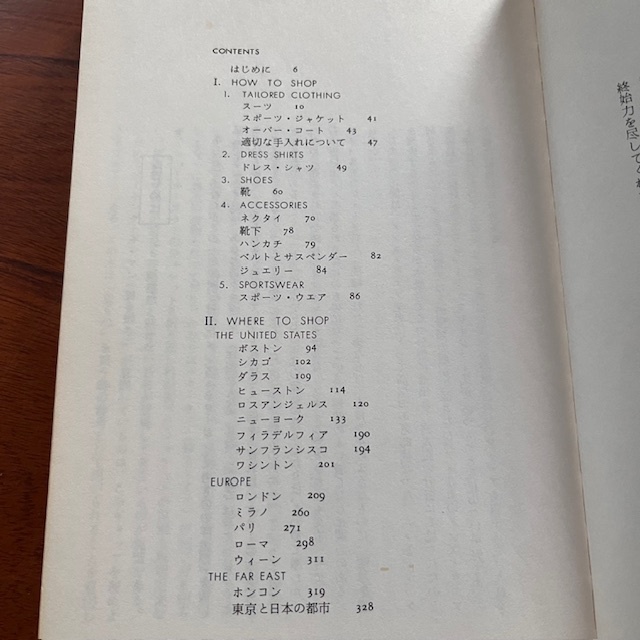 CONTENTS
はじめに 6
I. HOW TO SHOP
1. TAILORED CLOTHING
スーツ 10
スポーツ・ジャケット 41
オーバー・コート 43
適切な手入れについて 47
2. DRESS SHIRTS
ドレス・シャツ 49
3. SHOES
靴 60
4. ACCESSORIES
ネクタイ 70
靴下 78
ハンカチ 79
ベルトとサスペンダー 82
ジュエリー 84
5. SPORTSWEAR
スポーツ・ウエア 86
II. WHERE TO SHOP
THE UNITED STATES
ボストン 94
シカゴ 102
ダラス 109
ヒューストン 114
ロスアンジェルス 120
ニューヨーク 133
フィラデルフィア 190
サンフランシスコ 194
ワシントン 201
EUROPE
ロンドン 209
ミラノ 260
パリ 271
ローマ 298
ウィーン 311
THE FAR EAST
ホンコン 319
東京と日本の都市 328
終始力を尽して